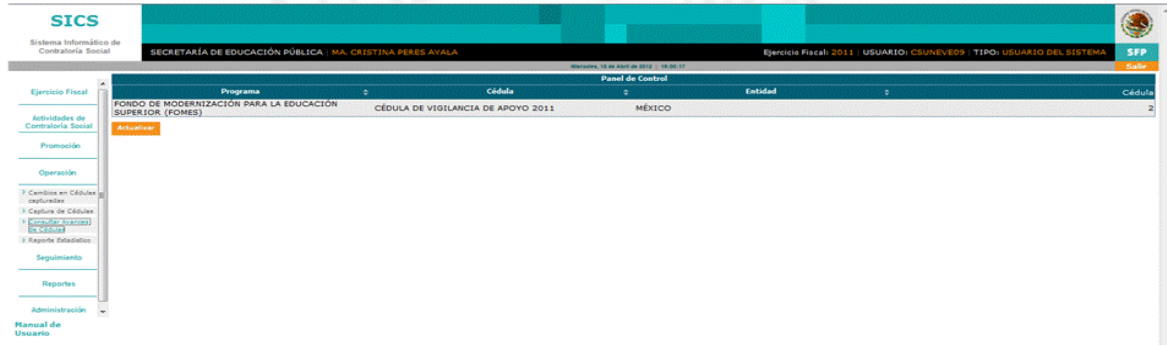 SICS
Sistema Informático de
Contraloría Social
SECRETARÍA DE EDUCACIÓN PÚBLICA | MA. CRISTINA PERES AYALA
Ejercicio Fiscal: 2011 | USUARIO: CSUNEVE09 | TIPO: USUARIO DEL SISTEMA
SFP
de Abril de 2012
Salir
Panel de Control
Programa Cédula Entidad Cédula
FONDO DE MODERNIZACIÓN PARA LA EDUCACIÓN
SUPERIOR (FOMES)
CÉDULA DE VIGILANCIA DE APOYO 2011 MÉXICO 2
Actualizar
Ejercicio Fiscal
Actividades de
Contraloría Social
Promoción
Operación
Cambios en Cédulas
capturadas
Captura de Cédulas
Consultar Avances
de Cédulas
Reporte Estadístico
Seguimiento
Reportes
Administración
Manual de
Usuario